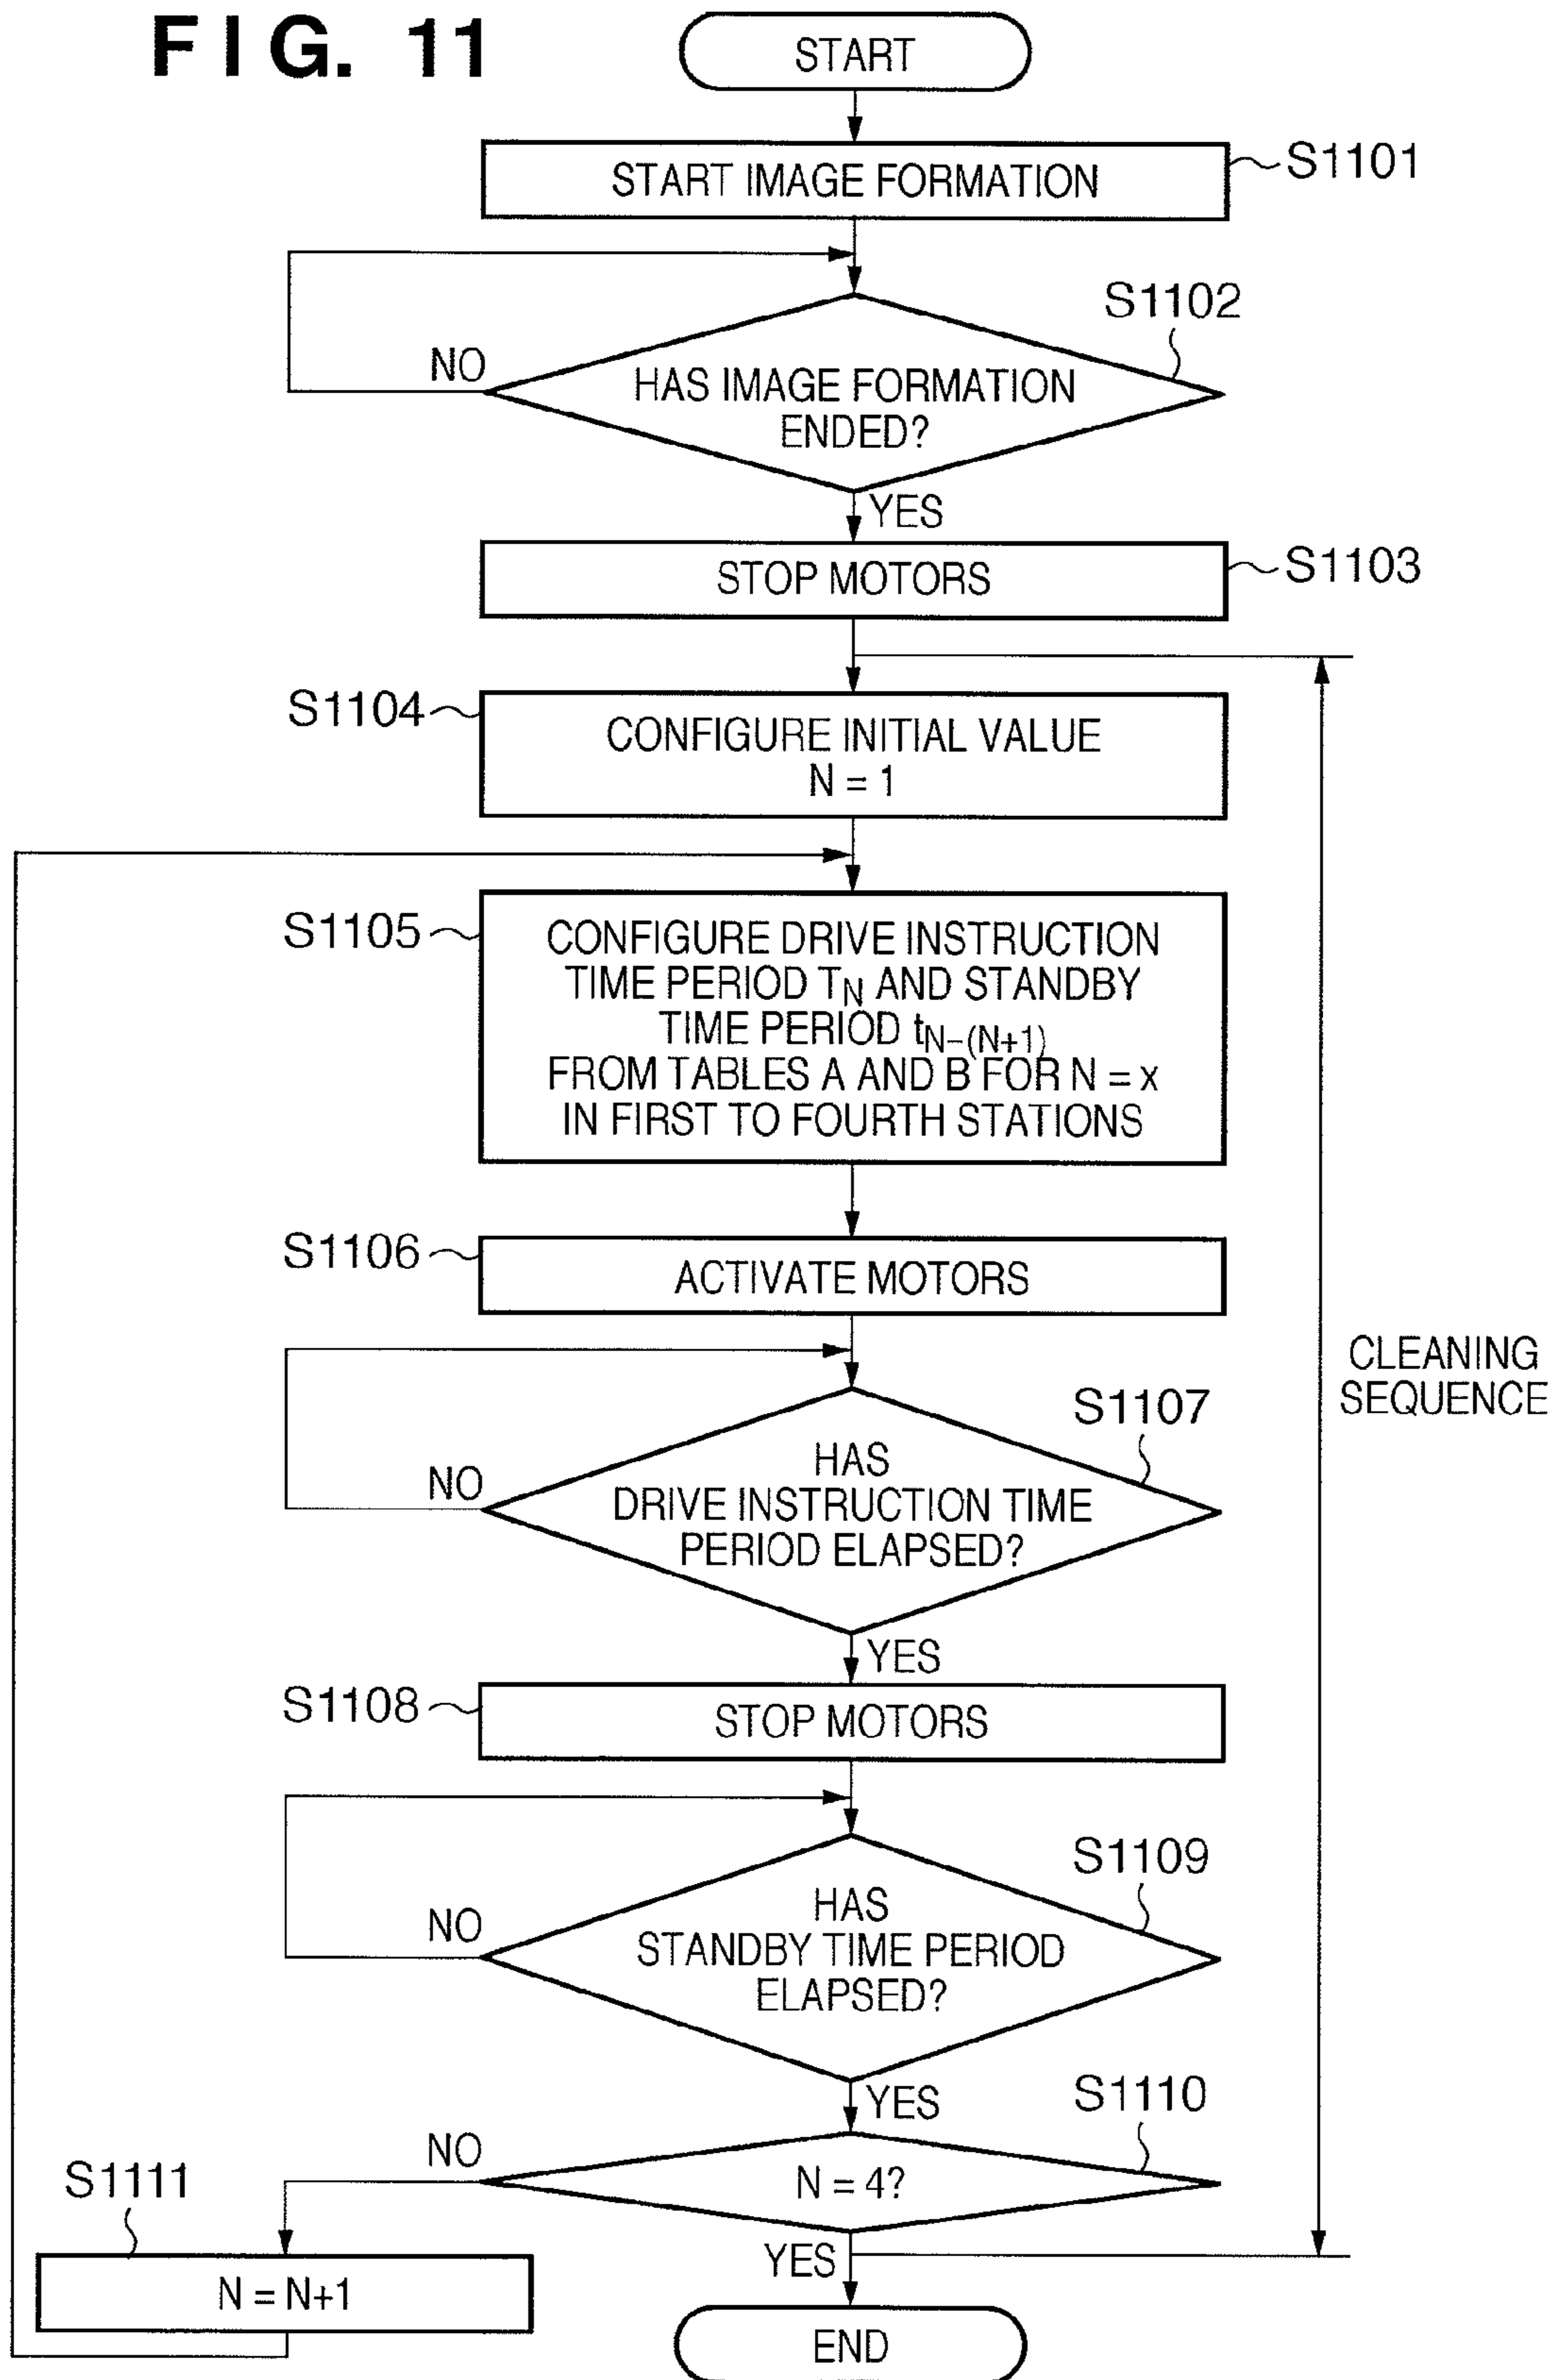 FIG. 11
START
START IMAGE FORMATION
S1101
S1102
NO
HAS IMAGE FORMATION
ENDED?
YES
STOP MOTORS
S1103
S1104
CONFIGURE INITIAL VALUE
N = 1
S1105
CONFIGURE DRIVE INSTRUCTION
TIME PERIOD TN AND STANDBY
TIME PERIOD tN-(N+1)
FROM TABLES A AND B FOR N = x
IN FIRST TO FOURTH STATIONS
S1106
ACTIVATE MOTORS
CLEANING
SEQUENCE
S1107
NO
HAS
DRIVE INSTRUCTION TIME
PERIOD ELAPSED?
YES
S1108
STOP MOTORS
S1109
NO
HAS
STANDBY TIME PERIOD
ELAPSED?
YES
S1110
NO
N = 4?
S1111
YES
N = N+1
END